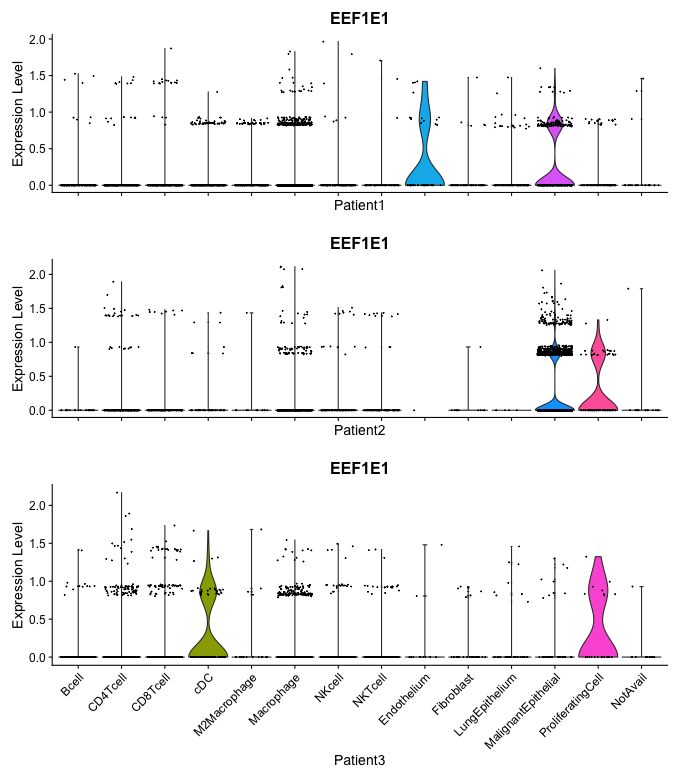 EEF1E1
Expression Level
2.0
1.5
1.0
0.5
0.0
Patient1
EEF1E1
Expression Level
2.0
1.5
1.0
0.5
0.0
Patient2
EEF1E1
Expression Level
2.0
1.5
1.0
0.5
0.0
Bcell
CD4Tcell
CD8Tcell
cDC
M2Macrophage
Macrophage
NKcell
NKTcell
Endothelium
Fibroblast
LungEpithelium
MalignantEpithelial
ProliferatingCell
NotAvail
Patient3